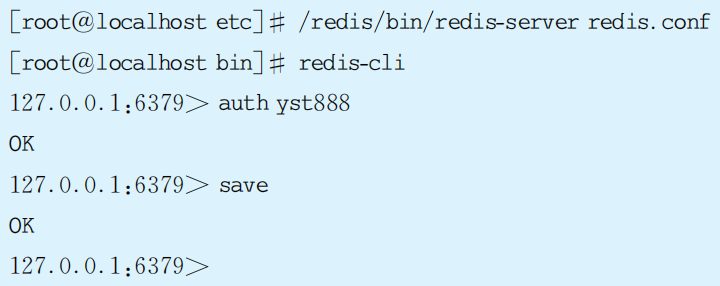 [root@localhost etc]# /redis/bin/redis-server redis.conf
[root@localhost bin]# redis-cli
127.0.0.1:6379> auth yst888
OK
127.0.0.1:6379> save
OK
127.0.0.1:6379>